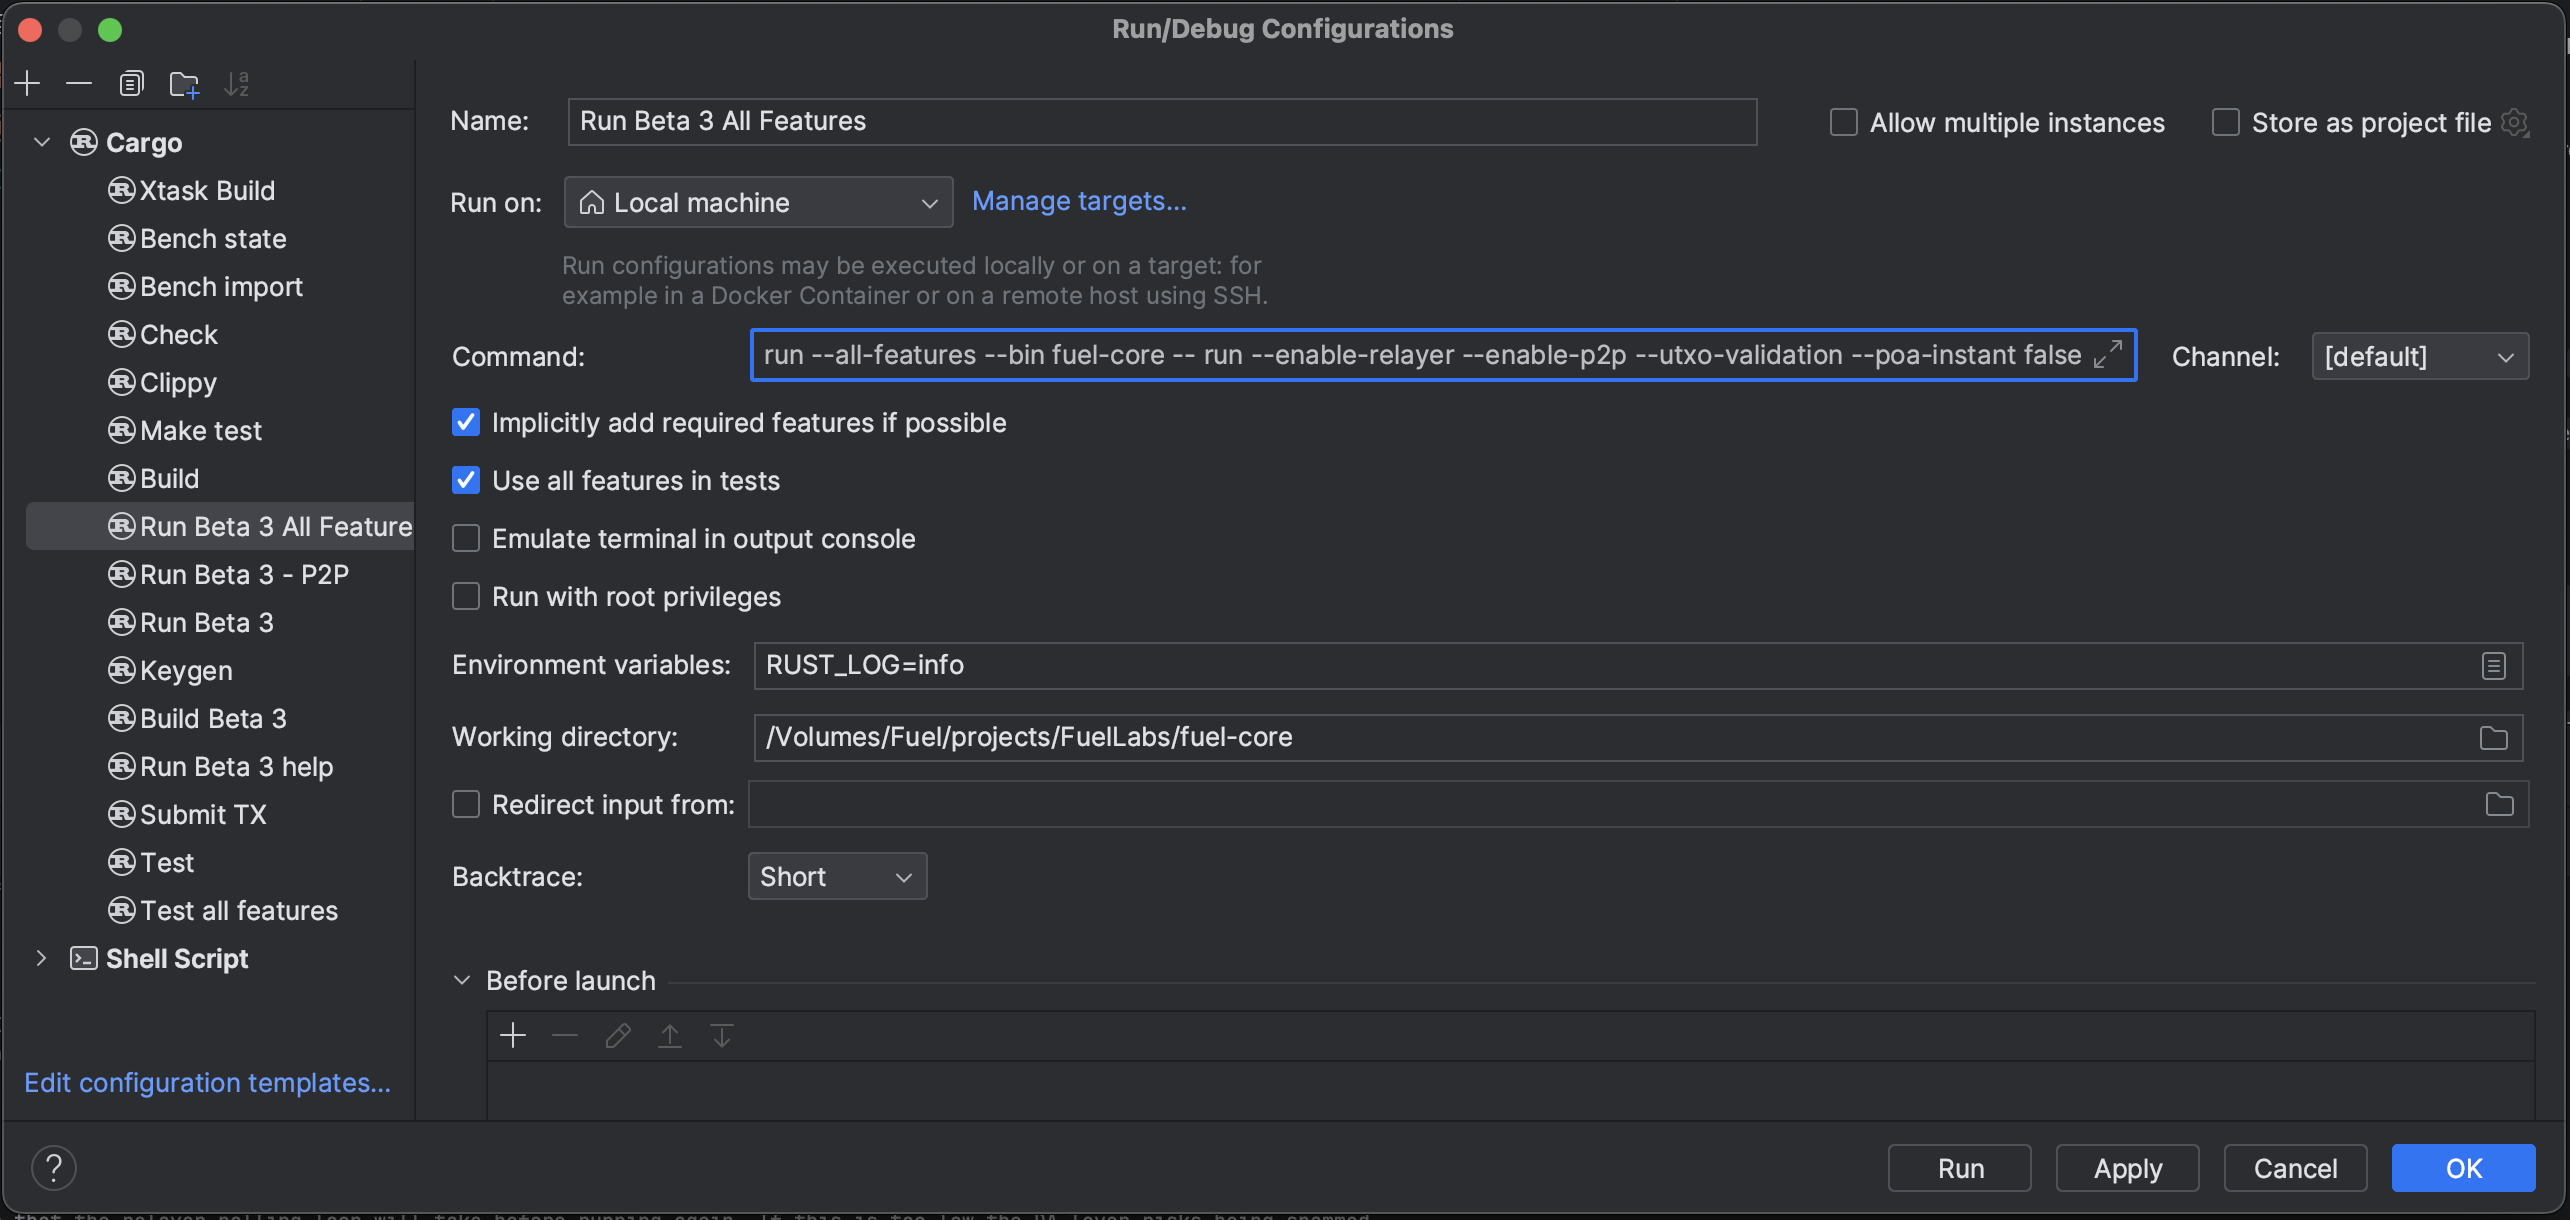 Run/Debug Configurations
Cargo
Xtask Build
Bench state
Bench import
Check
Clippy
Make test
Build
Run Beta 3 All Feature
Run Beta 3 - P2P
Run Beta 3
Keygen
Build Beta 3
Run Beta 3 help
Submit TX
Test
Test all features
Shell Script
Edit configuration templates...
Name: Run Beta 3 All Features Allow multiple instances Store as project file
Run on: Local machine Manage targets...
Run configurations may be executed locally or on a target: for
example in a Docker Container or on a remote host using SSH.
Command: run --all-features --bin fuel-core -- run --enable-relayer --enable-p2p --utxo-validation --poa-instant false Channel: [default]
Implicitly add required features if possible
Use all features in tests
Emulate terminal in output console
Run with root privileges
Environment variables: RUST_LOG=info
Working directory: /Volumes/Fuel/projects/FuelLabs/fuel-core
Redirect input from:
Backtrace: Short
Before launch
? Run Apply Cancel OK